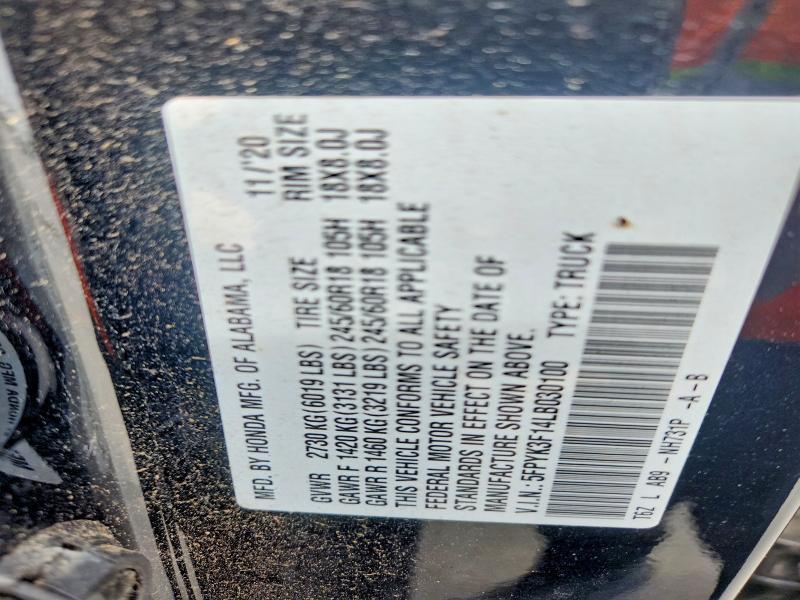 MFD. BY HONDA MFG. OF ALABAMA, LLC 11/'20
GVWR 2730 KG (6019 LBS) TIRE SIZE RIM SIZE
GAWR F 1420 KG (3131 LBS) 245/60R18 105H 18X8.0J
GAWR R 1460 KG (3219 LBS) 245/60R18 105H 18X8.0J
THIS VEHICLE CONFORMS TO ALL APPLICABLE
FEDERAL MOTOR VEHICLE SAFETY
STANDARDS IN EFFECT ON THE DATE OF
MANUFACTURE SHOWN ABOVE.
V.I.N.: 5FPYK3F14LB030100 TYPE: TRUCK
T6Z L AB9 -NH731P -A -B